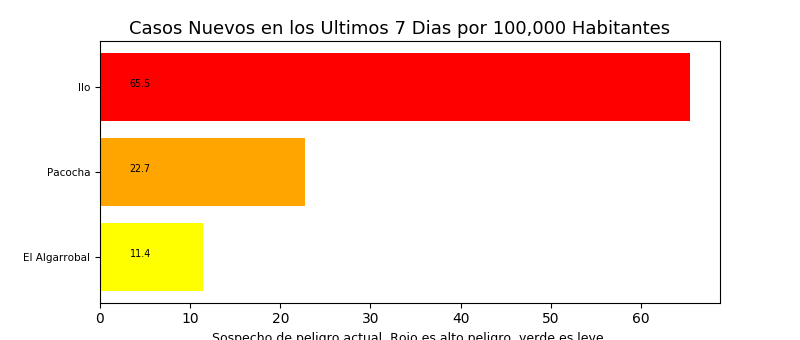 Casos Nuevos en los Ultimos 7 Dias por 100,000 Habitantes
Ilo
65.5
Pacocha
22.7
El Algarrobal
11.4
0 10 20 30 40 50 60
Sospecho de peligro actual. Rojo es alto peligro, verde es leve